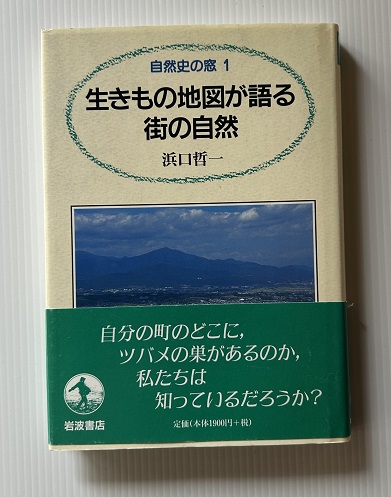 自然史の窓 1
生きもの地図が語る
街の自然
浜口哲一
自分の町のどこに,
ツバメの巣があるのか,
私たちは
知っているだろうか?
岩波書店
定価(本体1900円+税)